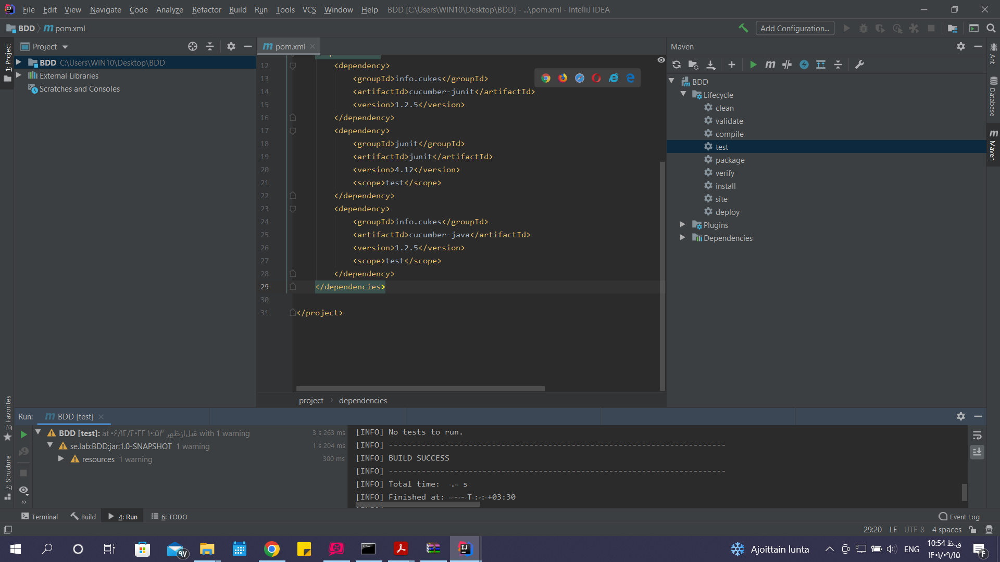 File Edit View Navigate Code Analyze Refactor Build Run Tools VCS Window Help BDD [C:\Users\WIN10\Desktop\BDD] - ...\pom.xml - IntelliJ IDEA
BDD pom.xml
Add Configuration...
1: Project
Project
BDD C:\Users\WIN10\Desktop\BDD
External Libraries
Scratches and Consoles
pom.xml
12 <dependency>
13 <groupId>info.cukes</groupId>
14 <artifactId>cucumber-junit</artifactId>
15 <version>1.2.5</version>
16 </dependency>
17 <dependency>
18 <groupId>junit</groupId>
19 <artifactId>junit</artifactId>
20 <version>4.12</version>
21 <scope>test</scope>
22 </dependency>
23 <dependency>
24 <groupId>info.cukes</groupId>
25 <artifactId>cucumber-java</artifactId>
26 <version>1.2.5</version>
27 <scope>test</scope>
28 </dependency>
29 </dependencies>
30
31 </project>
project › dependencies
Maven
BDD
Lifecycle
clean
validate
compile
test
package
verify
install
site
deploy
Plugins
Dependencies
Ant
Database
Maven
2: Favorites
7: Structure
Run: BDD [test]
BDD [test]: at ۰۶/۱۲/۲۰۲۲ ۱۰:۵۳ قبل‌ازظهر with 1 warning 3 s 263 ms
se.lab:BDD:jar:1.0-SNAPSHOT 1 warning 1 s 204 ms
resources 1 warning 300 ms
[INFO] No tests to run.
[INFO] ------------------------------------------------------------------------
[INFO] BUILD SUCCESS
[INFO] ------------------------------------------------------------------------
[INFO] Total time: . s
[INFO] Finished at: --T::+03:30
Terminal Build 4: Run 6: TODO Event Log
29:20 LF UTF-8 4 spaces
۹۷
Ajoittain lunta
ENG
10:54 ق.ظ
۱۴۰۱/۰۹/۱۵
۴